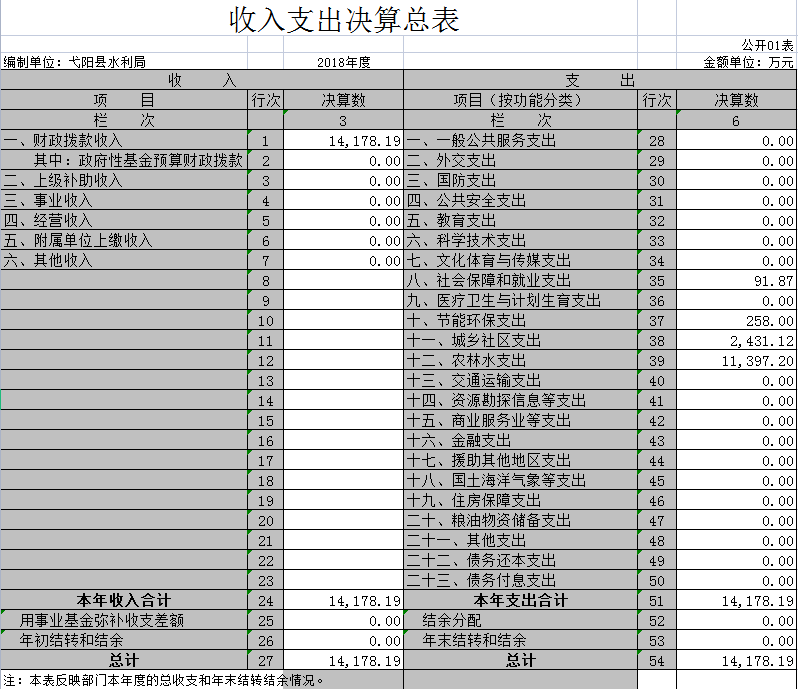 收入支出决算总表
公开01表
编制单位：弋阳县水利局 2018年度 金额单位：万元
收 入 支 出
项 目 行次 决算数 项目（按功能分类） 行次 决算数
栏 次 3 栏 次 6
一、财政拨款收入 1 14,178.19 一、一般公共服务支出 28 0.00
其中：政府性基金预算财政拨款 2 0.00 二、外交支出 29 0.00
二、上级补助收入 3 0.00 三、国防支出 30 0.00
三、事业收入 4 0.00 四、公共安全支出 31 0.00
四、经营收入 5 0.00 五、教育支出 32 0.00
五、附属单位上缴收入 6 0.00 六、科学技术支出 33 0.00
六、其他收入 7 0.00 七、文化体育与传媒支出 34 0.00
8 八、社会保障和就业支出 35 91.87
9 九、医疗卫生与计划生育支出 36 0.00
10 十、节能环保支出 37 258.00
11 十一、城乡社区支出 38 2,431.12
12 十二、农林水支出 39 11,397.20
13 十三、交通运输支出 40 0.00
14 十四、资源勘探信息等支出 41 0.00
15 十五、商业服务业等支出 42 0.00
16 十六、金融支出 43 0.00
17 十七、援助其他地区支出 44 0.00
18 十八、国土海洋气象等支出 45 0.00
19 十九、住房保障支出 46 0.00
20 二十、粮油物资储备支出 47 0.00
21 二十一、其他支出 48 0.00
22 二十二、债务还本支出 49 0.00
23 二十三、债务付息支出 50 0.00
本年收入合计 24 14,178.19 本年支出合计 51 14,178.19
用事业基金弥补收支差额 25 0.00 结余分配 52 0.00
年初结转和结余 26 0.00 年末结转和结余 53 0.00
总计 27 14,178.19 总计 54 14,178.19
注：本表反映部门本年度的总收支和年末结转结余情况。